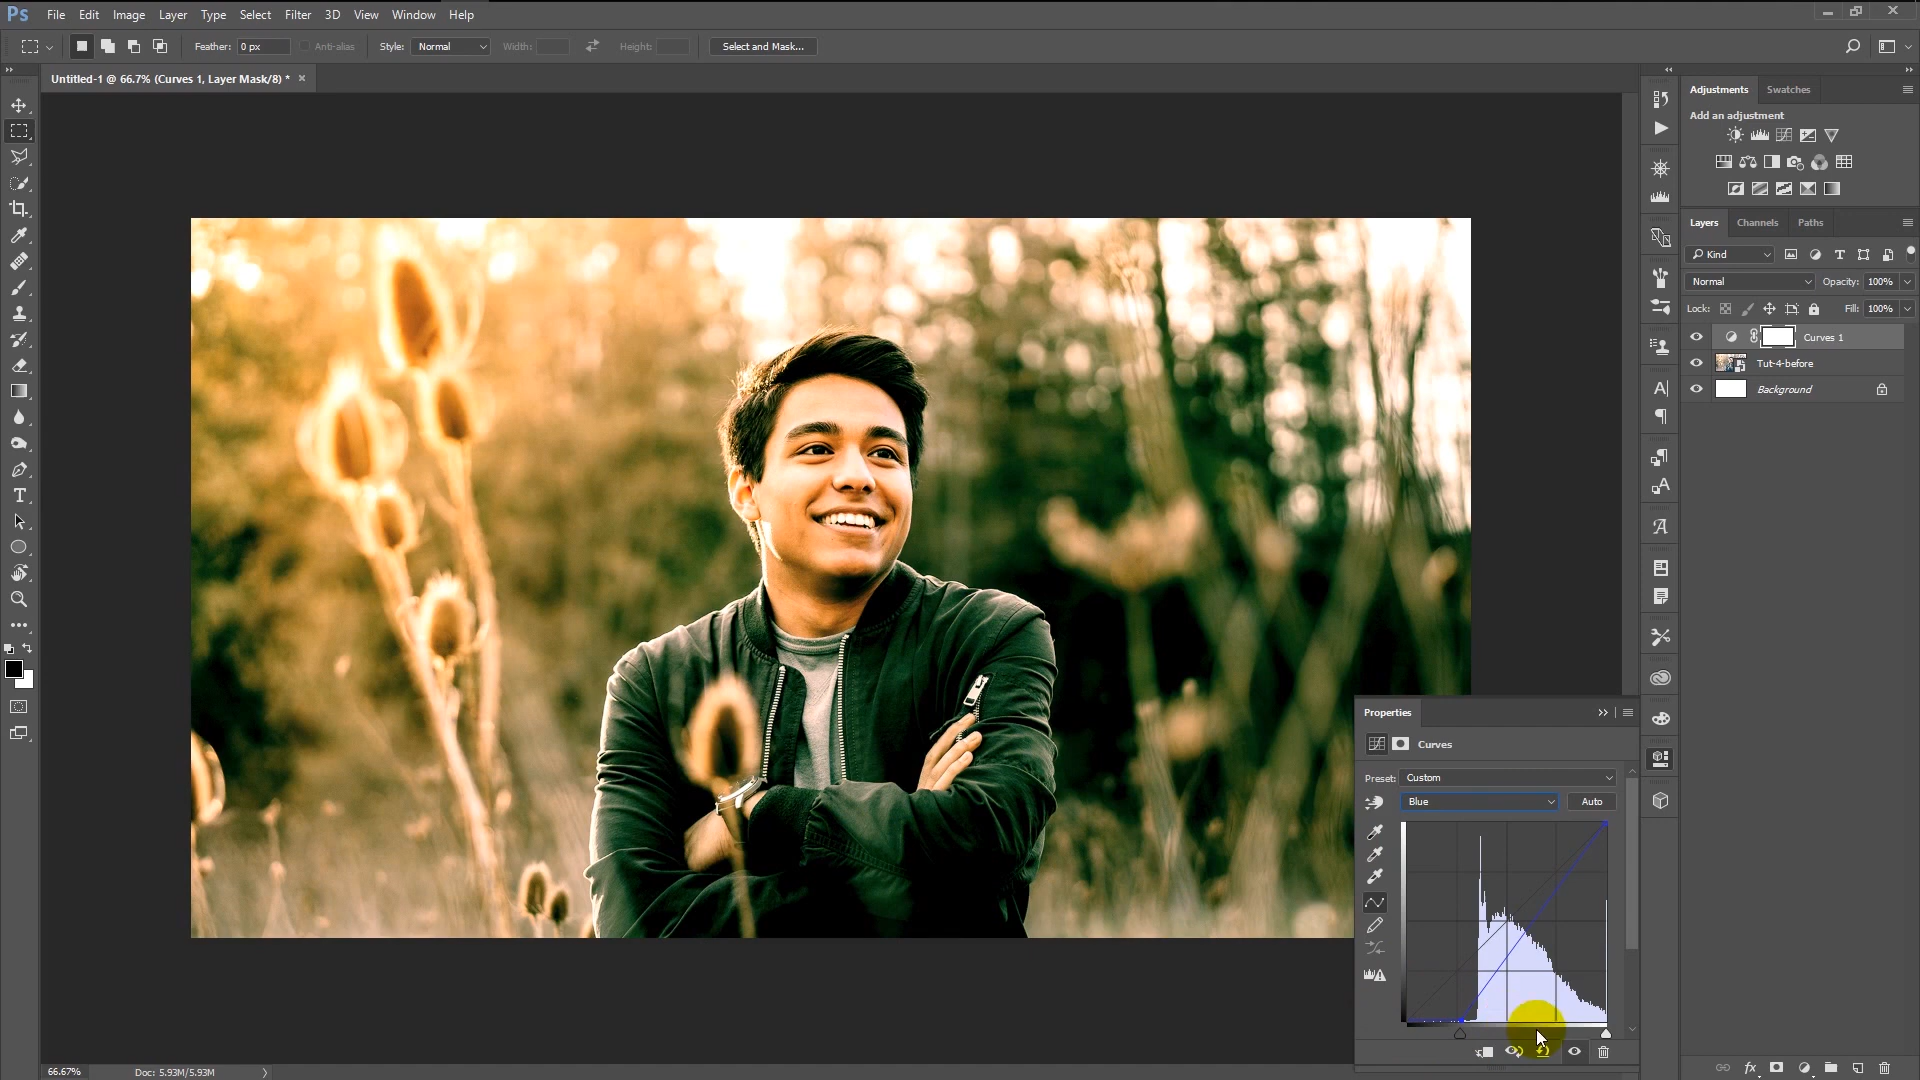 Ps File Edit Image Layer Type Select Filter 3D View Window Help
Feather: 0 px Anti-alias Style: Normal Width: Height: Select and Mask...
Untitled-1 @ 66.7% (Curves 1, Layer Mask/8) * ×
Adjustments Swatches
Add an adjustment
Layers Channels Paths
Kind
Normal Opacity: 100%
Lock: Fill: 100%
Curves 1
Tut-4-before
Background
Properties
Curves
Preset: Custom
Blue Auto
66.67% Doc: 5.93M/5.93M